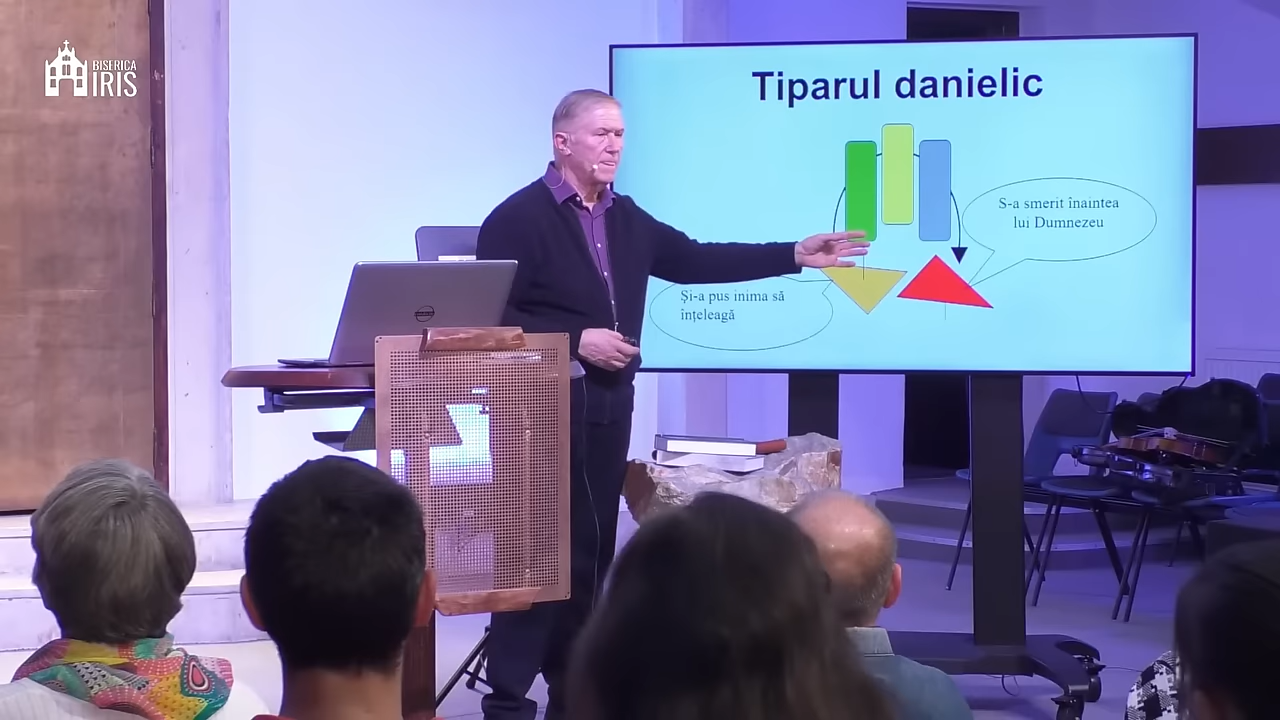 BISERICA
IRIS
Tiparul danielic
S-a smerit înaintea
lui Dumnezeu
Și-a pus inima să
înțeleagă